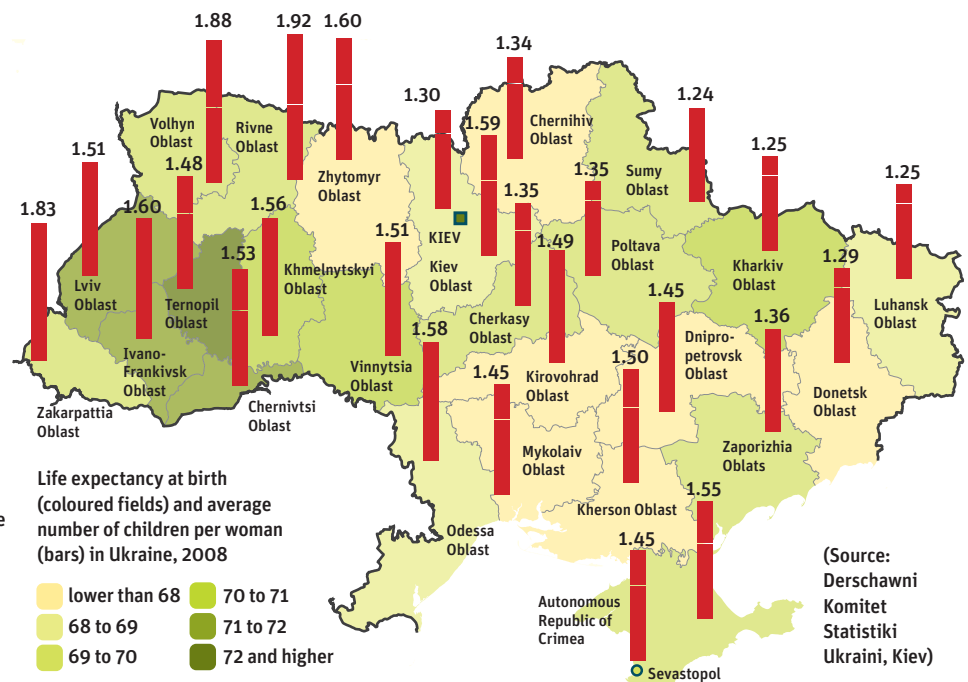 1.88
1.92
1.60
1.34
1.30
1.59
1.24
1.51
Volhyn
Oblast
Rivne
Oblast
1.48
Zhytomyr
Oblast
Chernihiv
Oblast
1.35
1.35
Sumy
Oblast
1.25
1.25
1.83
1.60
1.56
1.53
1.51
KIEV
Kiev
Oblast
1.49
Poltava
Oblast
Kharkiv
Oblast
1.29
Lviv
Oblast
Ternopil
Oblast
Khmelnytskyi
Oblast
Cherkasy
Oblast
1.45
1.36
Luhansk
Oblast
Ivano-
Frankivsk
Oblast
Vinnytsia
Oblast
1.58
1.45
Kirovohrad
Oblast
1.50
Dnipro-
petrovsk
Oblast
Donetsk
Oblast
Zakarpattia
Oblast
Chernivtsi
Oblast
Mykolaiv
Oblast
Zaporizhia
Oblats
Kherson Oblast
Odessa
Oblast
1.45
1.55
Autonomous
Republic of
Crimea
Sevastopol
e
Life expectancy at birth
(coloured fields) and average
number of children per woman
(bars) in Ukraine, 2008
lower than 68
68 to 69
69 to 70
70 to 71
71 to 72
72 and higher
(Source:
Derschawni
Komitet
Statistiki
Ukraini, Kiev)